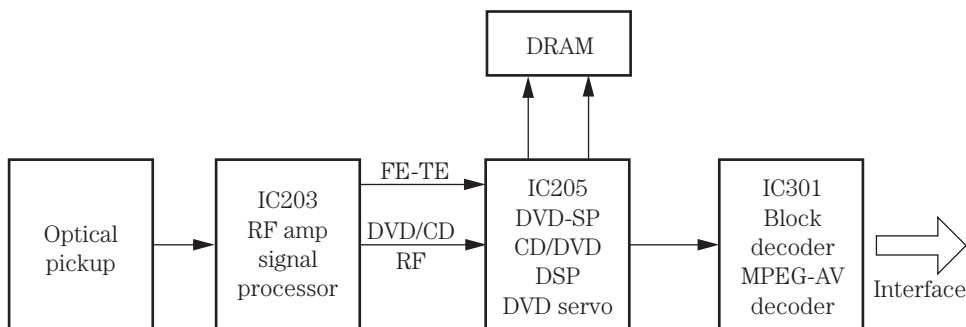 DRAM
Optical
pickup
IC203
RF amp
signal
processor
FE-TE
DVD/CD
RF
IC205
DVD-SP
CD/DVD
DSP
DVD servo
IC301
Block
decoder
MPEG-AV
decoder
Interface